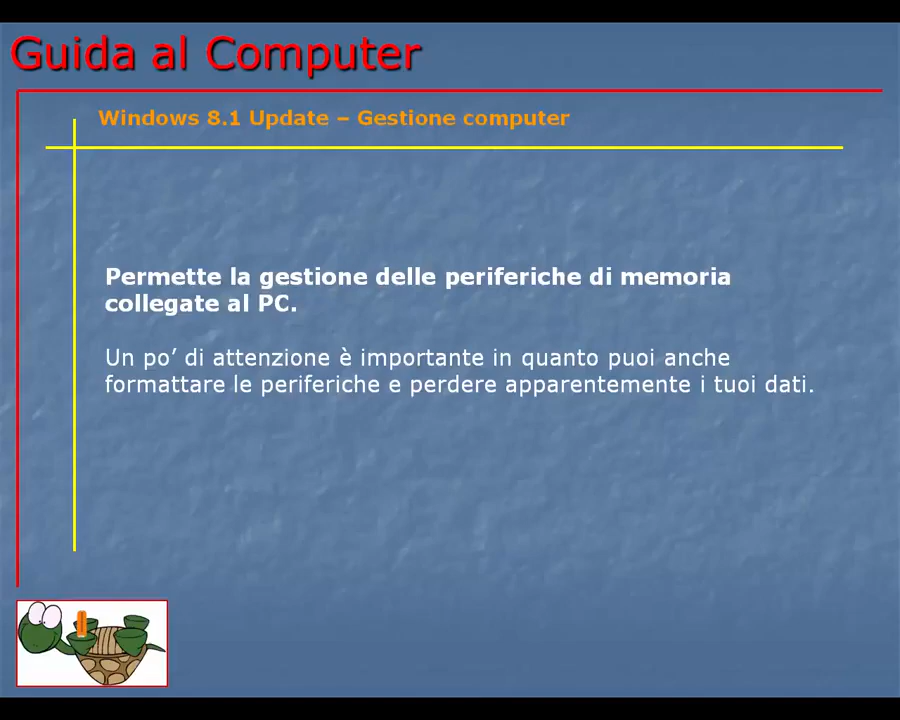 Guida al Computer
Windows 8.1 Update – Gestione computer
Permette la gestione delle periferiche di memoria
collegate al PC.
Un po’ di attenzione è importante in quanto puoi anche
formattare le periferiche e perdere apparentemente i tuoi dati.